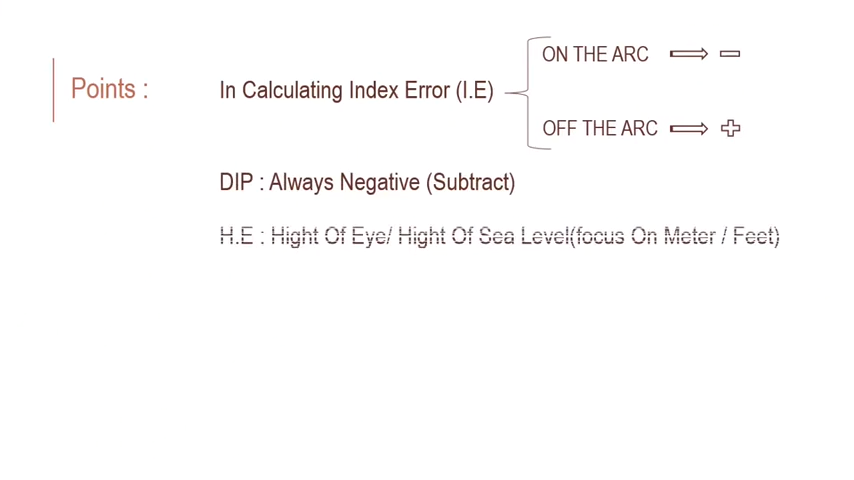 ON THE ARC
Points :
In Calculating Index Error (I.E)
OFF THE ARC
DIP : Always Negative (Subtract)
H.E : Hight Of Eye/ Hight Of Sea Level(focus On Meter / Feet)